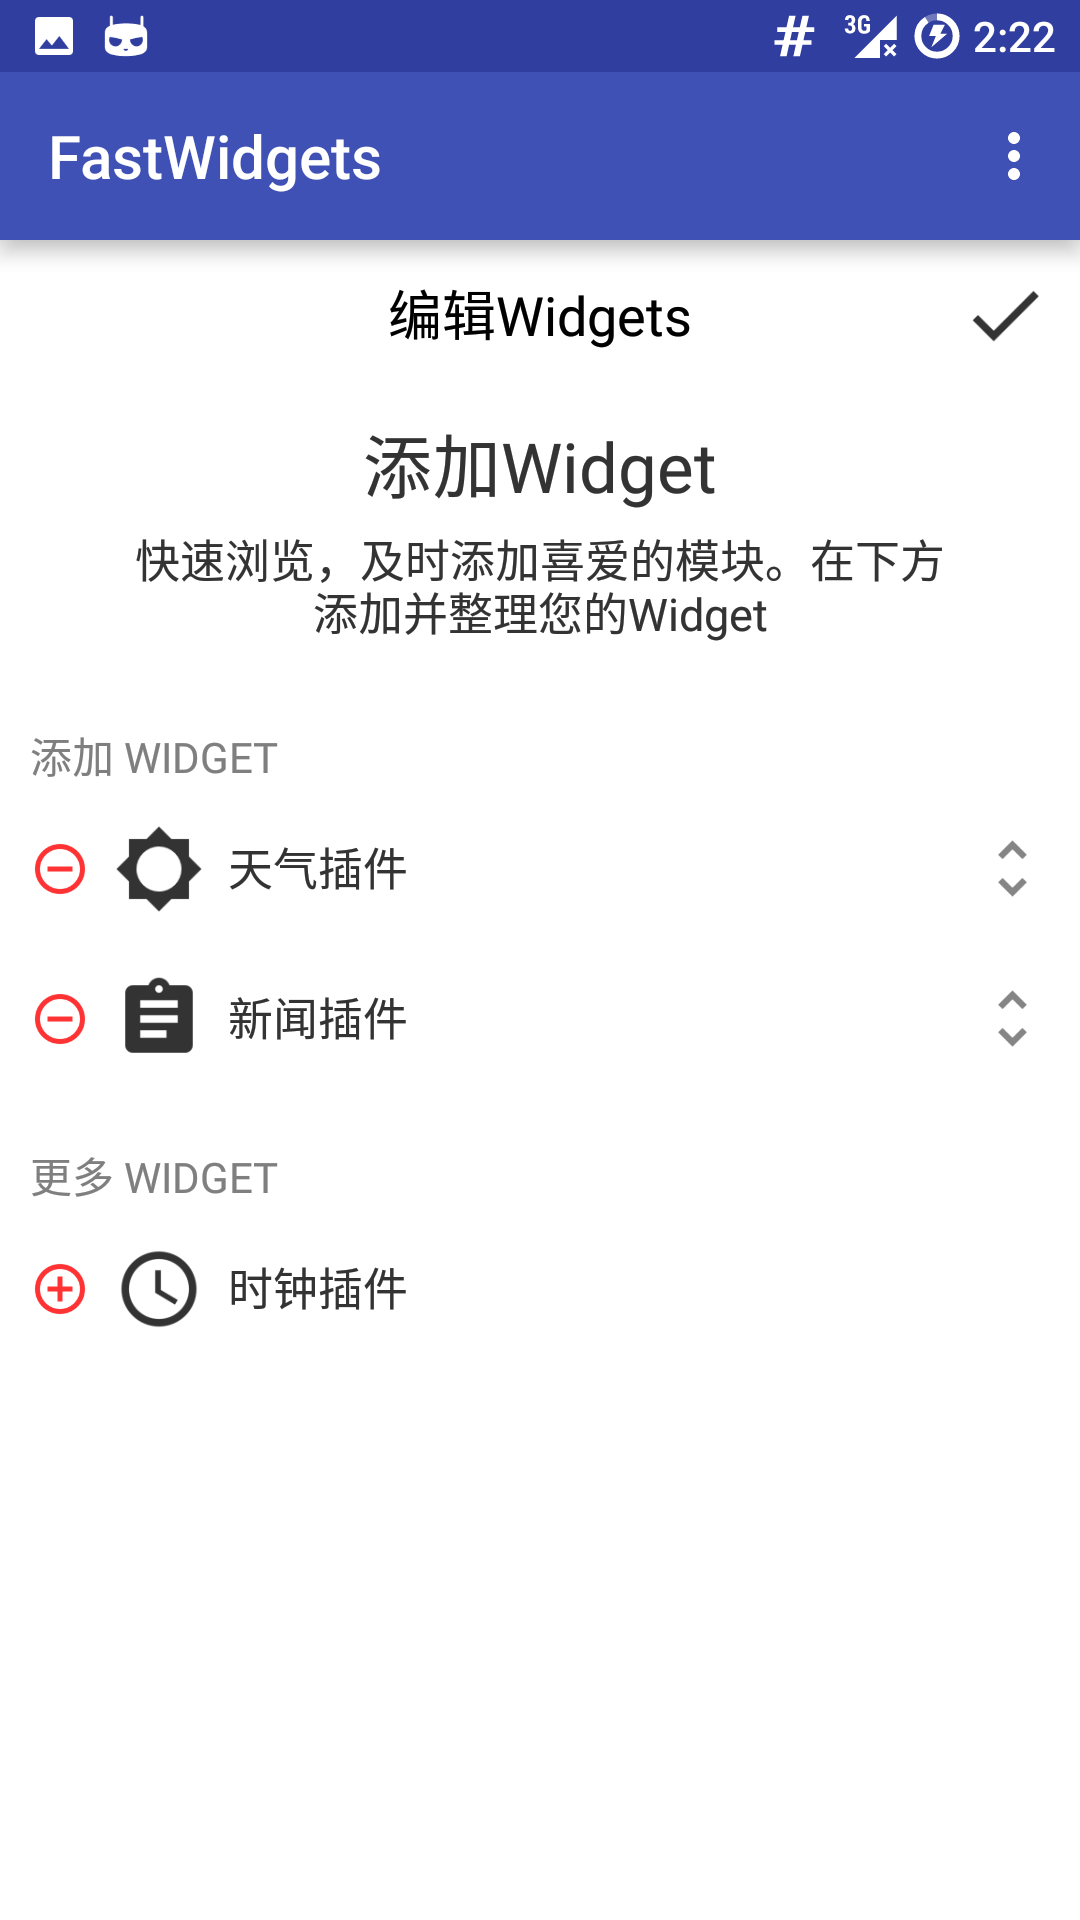 # 3G 2:22
FastWidgets
编辑Widgets
添加Widget
快速浏览，及时添加喜爱的模块。在下方
添加并整理您的Widget
添加 WIDGET
天气插件
新闻插件
更多 WIDGET
时钟插件